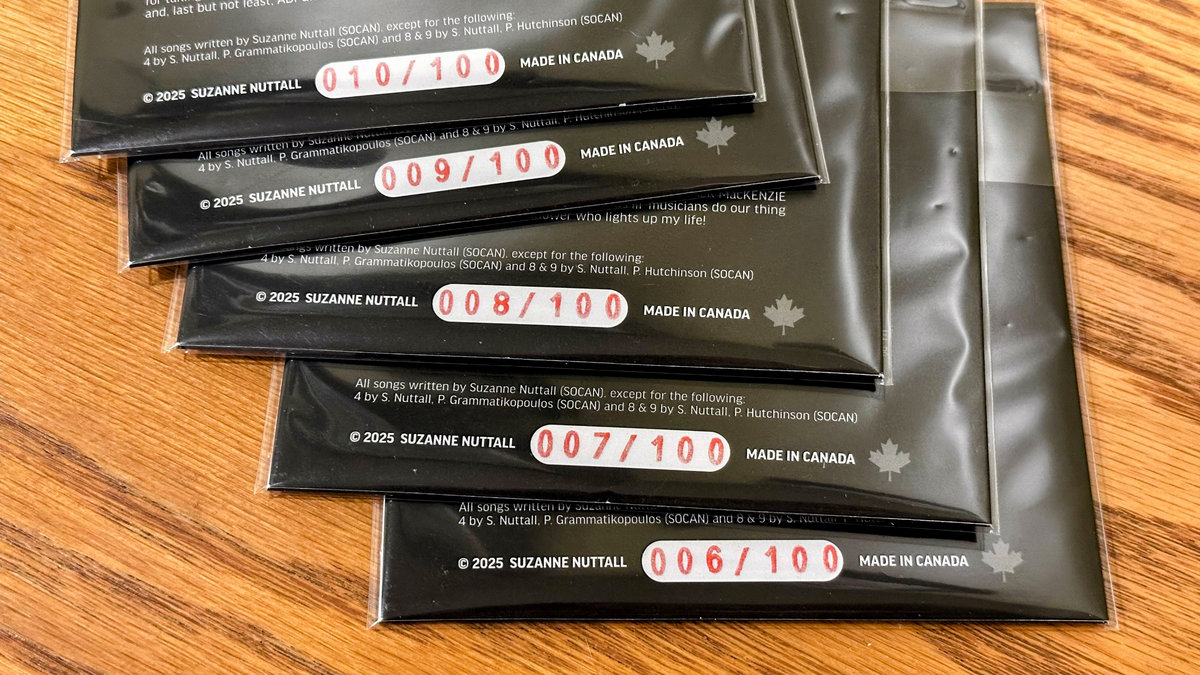 and, last but not least,
All songs written by Suzanne Nuttall (SOCAN), except for the following:
4 by S. Nuttall, P. Grammatikopoulos (SOCAN) and 8 & 9 by S. Nuttall, P. Hutchinson (SOCAN)
© 2025 SUZANNE NUTTALL 010/100 MADE IN CANADA
All songs written by Suzanne Nuttall (SOCAN)
4 by S. Nuttall, P. Grammatikopoulos (SOCAN) and 8 & 9 by S. Nuttall, P. Hutchinson (SOCAN)
© 2025 SUZANNE NUTTALL 009/100 MADE IN CANADA
MacKENZIE
musicians do our thing
who lights up my life!
songs written by Suzanne Nuttall (SOCAN), except for the following:
4 by S. Nuttall, P. Grammatikopoulos (SOCAN) and 8 & 9 by S. Nuttall, P. Hutchinson (SOCAN)
© 2025 SUZANNE NUTTALL 008/100 MADE IN CANADA
All songs written by Suzanne Nuttall (SOCAN), except for the following:
4 by S. Nuttall, P. Grammatikopoulos (SOCAN) and 8 & 9 by S. Nuttall, P. Hutchinson (SOCAN)
© 2025 SUZANNE NUTTALL 007/100 MADE IN CANADA
All songs written by Suzanne Nuttall
4 by S. Nuttall, P. Grammatikopoulos (SOCAN) and 8 & 9 by S. Nuttall
© 2025 SUZANNE NUTTALL 006/100 MADE IN CANADA